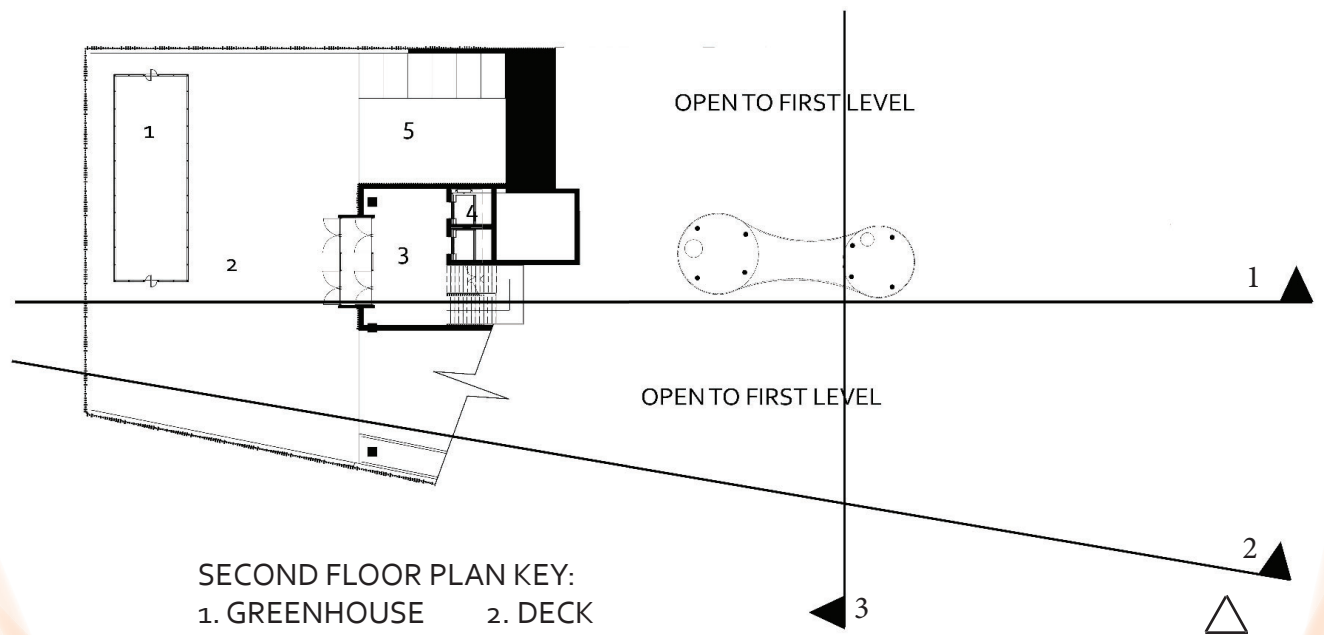 OPEN TO FIRST LEVEL
1
5
4
3
2
1
OPEN TO FIRST LEVEL
2
3
SECOND FLOOR PLAN KEY:
1. GREENHOUSE 2. DECK